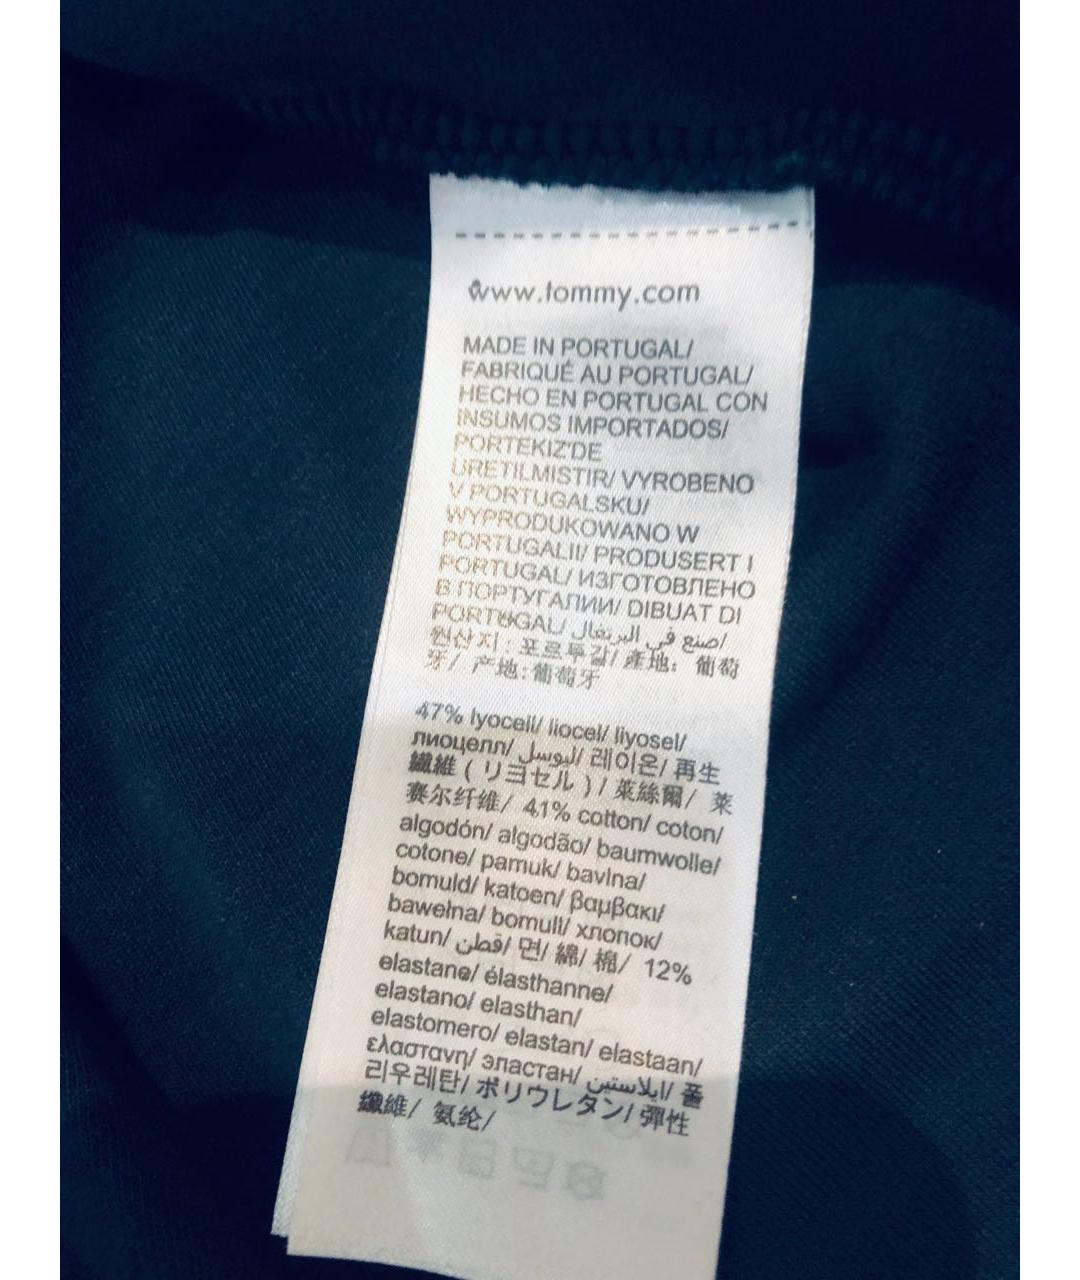 www.tommy.com
MADE IN PORTUGAL/
FABRIQUÉ AU PORTUGAL/
HECHO EN PORTUGAL CON
INSUMOS IMPORTADOS/
PORTEKIZ'DE
URETILMISTIR/ VYROBENO
V PORTUGALSKU/
WYPRODUKOWANO W
PORTUGALII/ PRODUSERT I
PORTUGAL/ ИЗГОТОВЛЕНО
В ПОРТУГАЛИИ/ DIBUAT DI
PORTUGAL/ صنع في البرتغال/
원산지: 포르투갈/ 產地: 葡萄
牙/ 产地:葡萄牙
47% lyocell/ liocel/ liyosel/
лиоцелл/ اليوسل/ 레이온/ 再生
繊維 ( リヨセル ) / 萊絲爾/ 莱
赛尔纤维/ 41% cotton/ coton/
algodón/ algodão/ baumwolle/
cotone/ pamuk/ bavlna/
bomuld/ katoen/ βαμβακι/
bawełna/ bomull/ хлопок/
katun/ قطن/ 면/ 綿/ 棉/ 12%
elastane/ élasthanne/
elastano/ elasthan/
elastomero/ elastan/ elastaan/
ελαστανη/ эластан/ ايلاستين/ 폴
리우레탄/ ポリウレタン/ 彈性
纖維/ 氨纶/